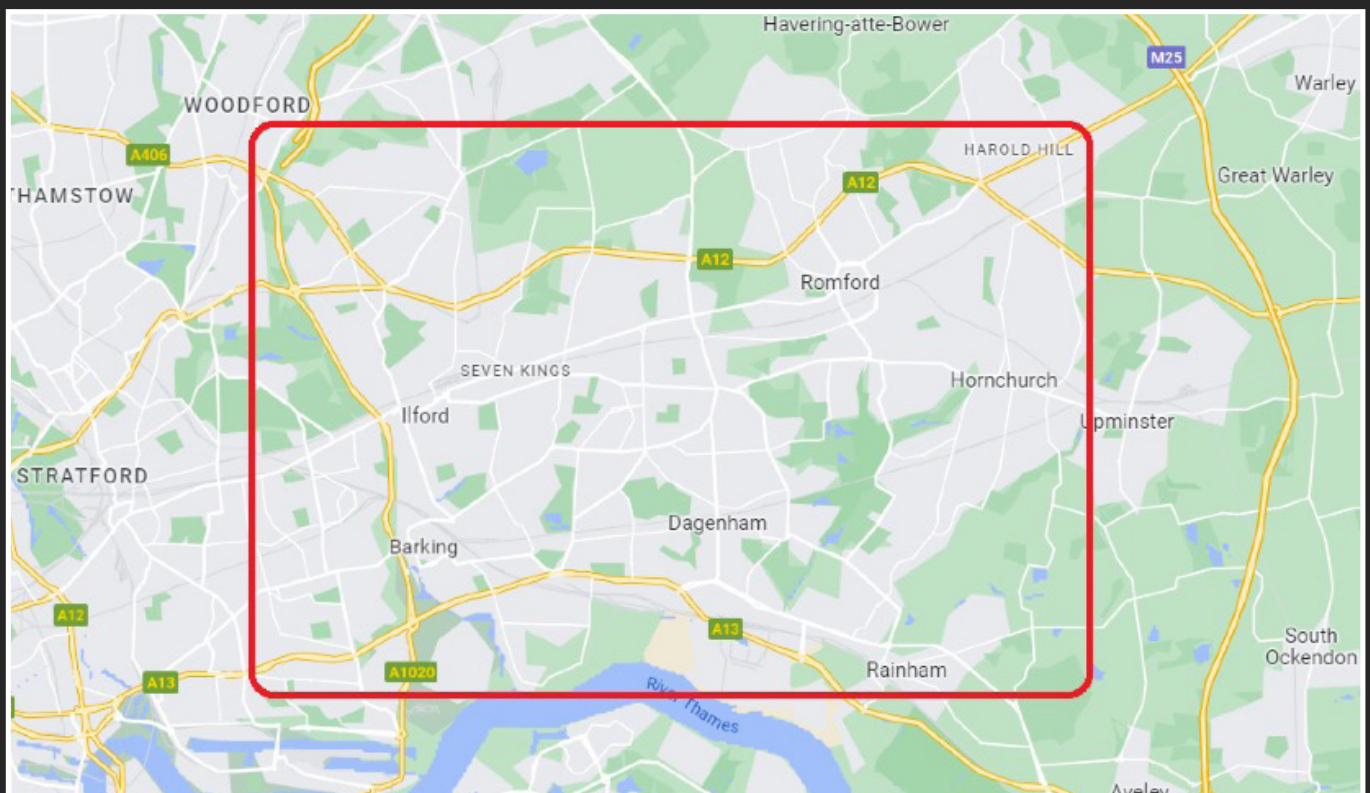 Havering-atte-Bower
M25
Warley
WOODFORD
A406
HAROLD HILL
THAMSTOW
A12
Great Warley
A12
Romford
SEVEN KINGS
Hornchurch
Ilford
Upminster
STRATFORD
Dagenham
Barking
A12
A13
South
Ockendon
A1020
Rainham
A13
River Thames
Aveley